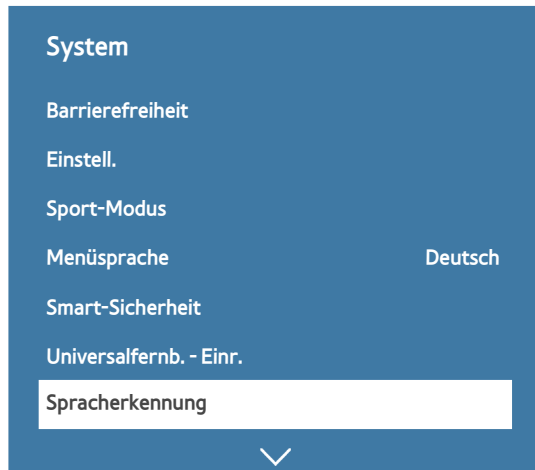 System
Barrierefreiheit
Einstell.
Sport-Modus
Menüsprache Deutsch
Smart-Sicherheit
Universalfernb. - Einr.
Spracherkennung